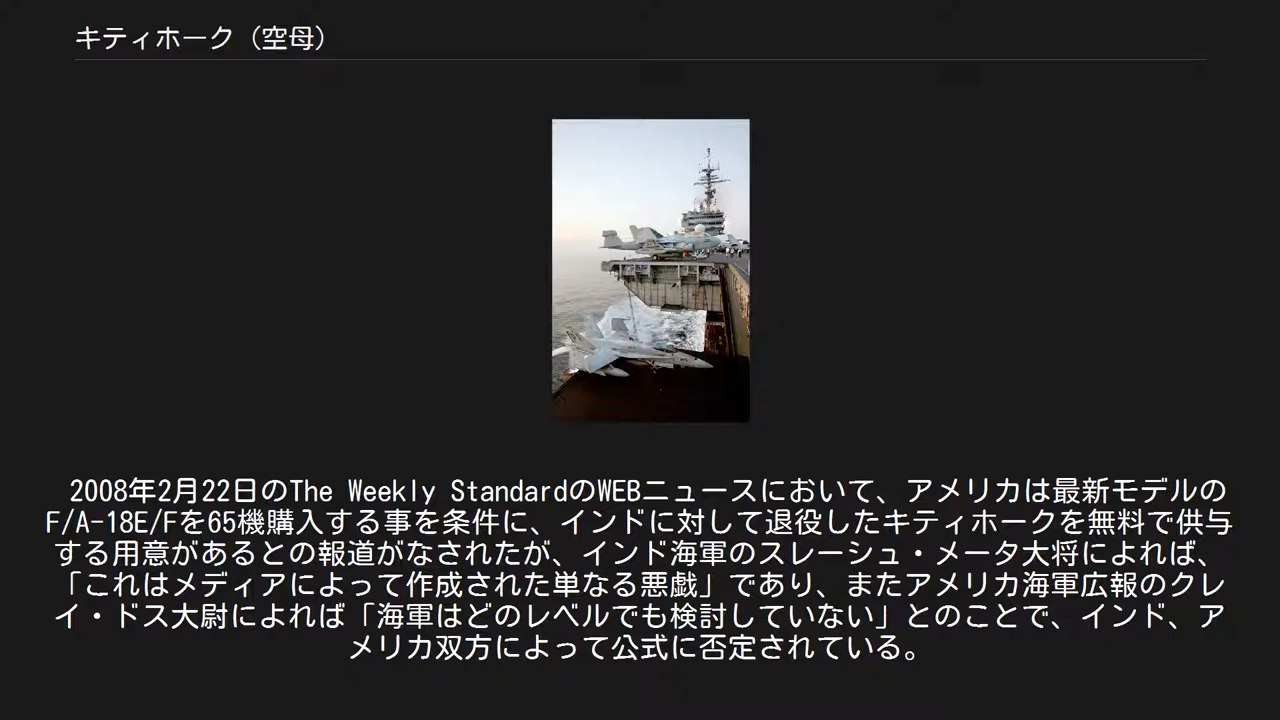 キティホーク（空母）
2008年2月22日のThe Weekly StandardのWEBニュースにおいて、アメリカは最新モデルの
F/A-18E/Fを65機購入する事を条件に、インドに対して退役したキティホークを無料で供与
する用意があるとの報道がなされたが、インド海軍のスレーシュ・メータ大将によれば、
「これはメディアによって作成された単なる悪戯」であり、またアメリカ海軍広報のクレ
イ・ドス大尉によれば「海軍はどのレベルでも検討していない」とのことで、インド、ア
メリカ双方によって公式に否定されている。